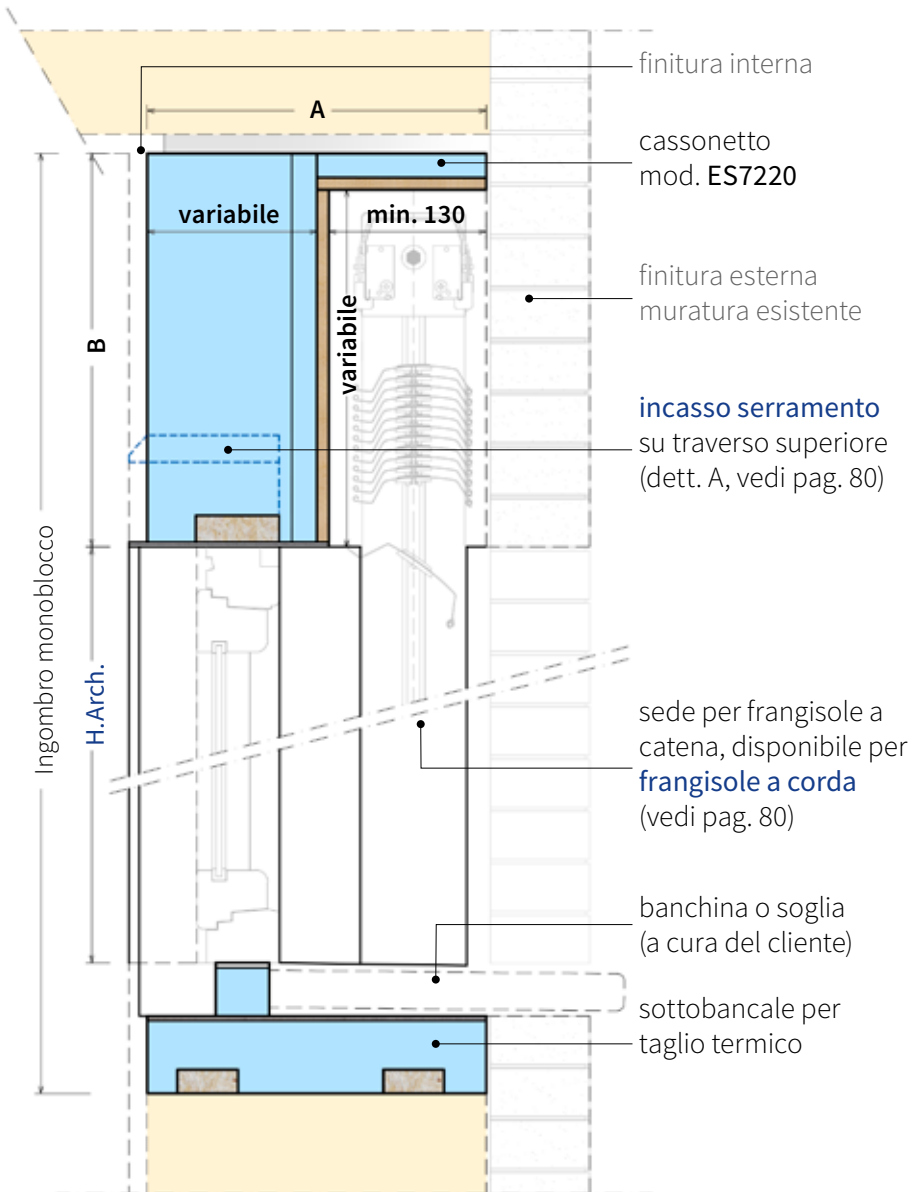 finitura interna
A
cassonetto
mod. ES7220
variabile
min. 130
variabile
finitura esterna
muratura esistente
B
incasso serramento
su traverso superiore
(dett. A, vedi pag. 80)
Ingombro monoblocco
H.Arch.
sede per frangisole a
catena, disponibile per
frangisole a corda
(vedi pag. 80)
banchina o soglia
(a cura del cliente)
sottobancale per
taglio termico